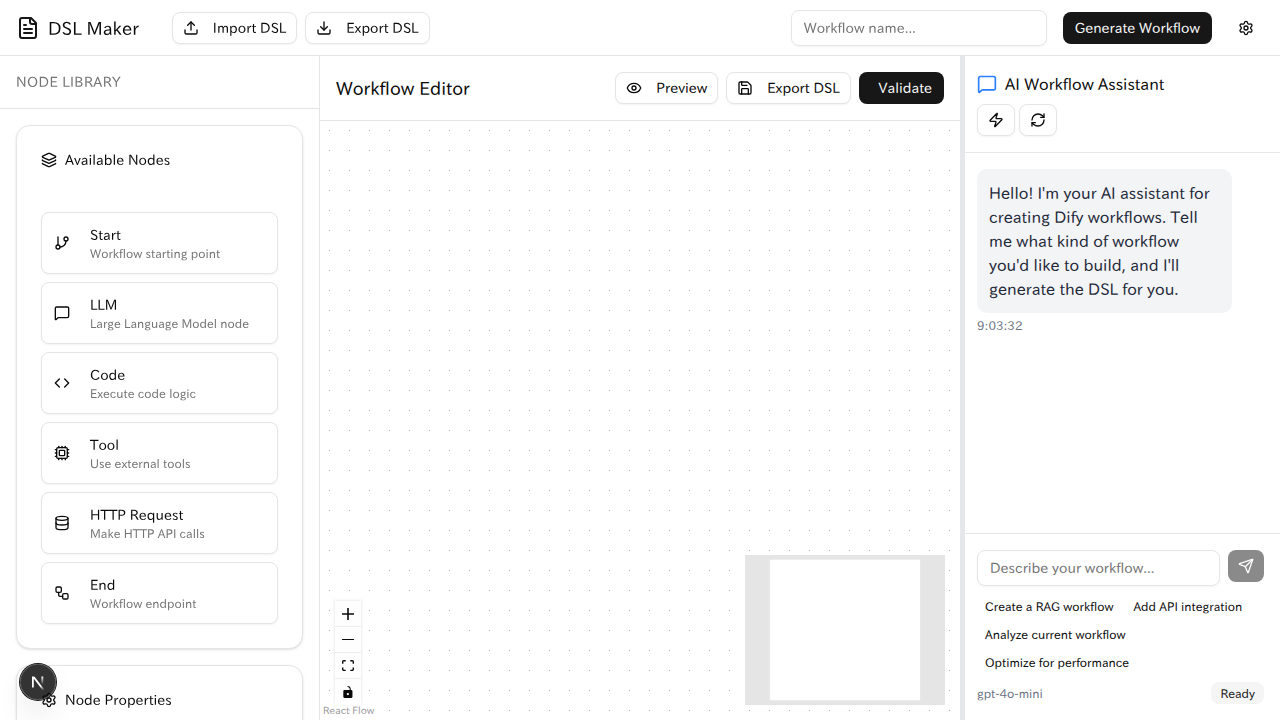 DSL Maker
Import DSL
Export DSL
Workflow name...
Generate Workflow
NODE LIBRARY
Available Nodes
Start
Workflow starting point
LLM
Large Language Model node
Code
Execute code logic
Tool
Use external tools
HTTP Request
Make HTTP API calls
End
Workflow endpoint
N
Node Properties
Workflow Editor
Preview
Export DSL
Validate
React Flow
AI Workflow Assistant
Hello! I'm your AI assistant for
creating Dify workflows. Tell
me what kind of workflow
you'd like to build, and I'll
generate the DSL for you.
9:03:32
Describe your workflow...
Create a RAG workflow
Add API integration
Analyze current workflow
Optimize for performance
gpt-4o-mini
Ready